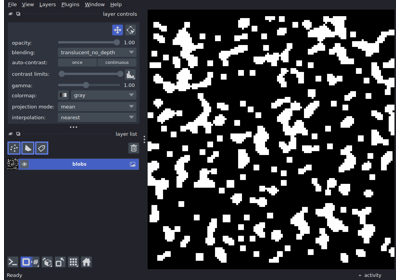 File View Layers Plugins Window Help
layer controls
opacity: 1.00
blending: translucent_no_depth
auto-contrast: once continuous
contrast limits:
gamma: 1.00
colormap: gray
projection mode: mean
interpolation: nearest
layer list
blobs
Ready activity